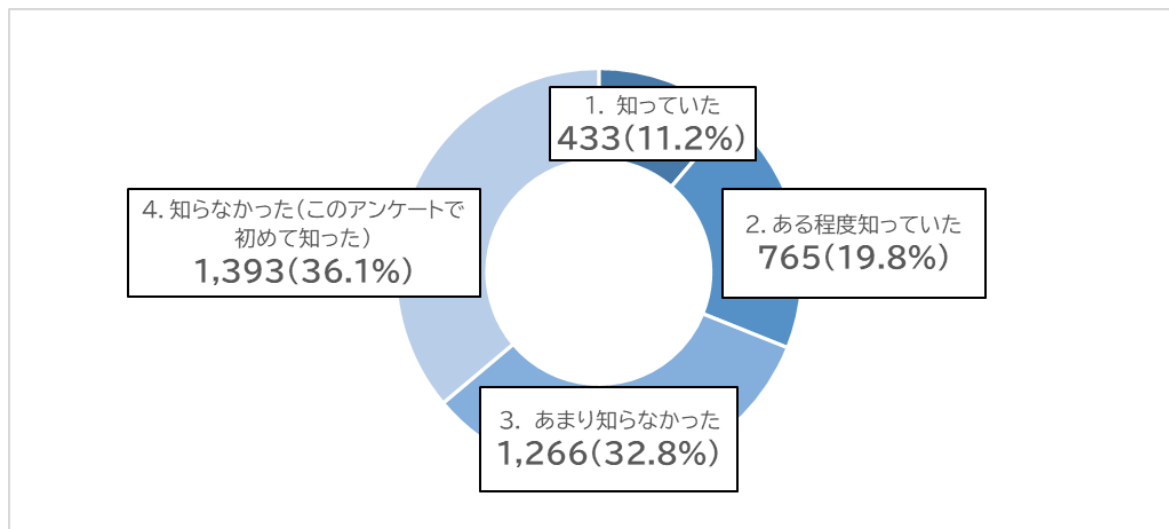 1. 知っていた
433(11.2%)
2. ある程度知っていた
765(19.8%)
3. あまり知らなかった
1,266(32.8%)
4. 知らなかった(このアンケートで
初めて知った)
1,393(36.1%)